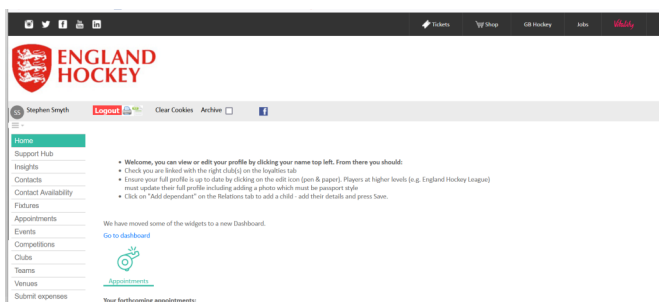 Tickets Shop GB Hockey Jobs Vitality
ENGLAND
HOCKEY
SS Stephen Smyth Logout Clear Cookies Archive
Home
Support Hub
Insights
Contacts
Contact Availability
Fixtures
Appointments
Events
Competitions
Clubs
Teams
Venues
Submit expenses
• Welcome, you can view or edit your profile by clicking your name top left. From there you should:
• Check you are linked with the right club(s) on the loyalties tab
• Ensure your full profile is up to date by clicking on the edit icon (pen & paper). Players at higher levels (e.g. England Hockey League)
must update their full profile including adding a photo which must be passport style
• Click on "Add dependant" on the Relations tab to add a child - add their details and press Save.
We have moved some of the widgets to a new Dashboard.
Go to dashboard
Appointments
Your forthcoming appointments: